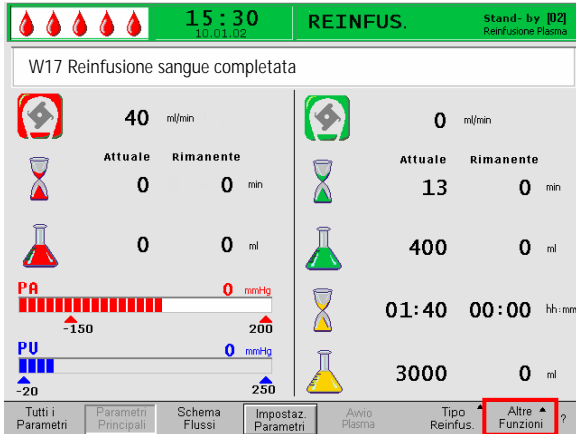 15:30
10.01.02
REINFUS.
Stand- by [02]
Reinfusione Plasma
W17 Reinfusione sangue completata
40 ml/min
Attuale Rimanente
0 0 min
0 0 ml
PA 0 mmHg
-150 200
PV 0 mmHg
-20 250
0 ml/min
Attuale Rimanente
13 0 min
400 0 ml
01:40 00:00 hh:mm
3000 0 ml
Tutti i Parametri
Parametri Principali
Schema Flussi
Impostaz. Parametri
Avvio Plasma
Tipo Reinfus.
Altre Funzioni
?